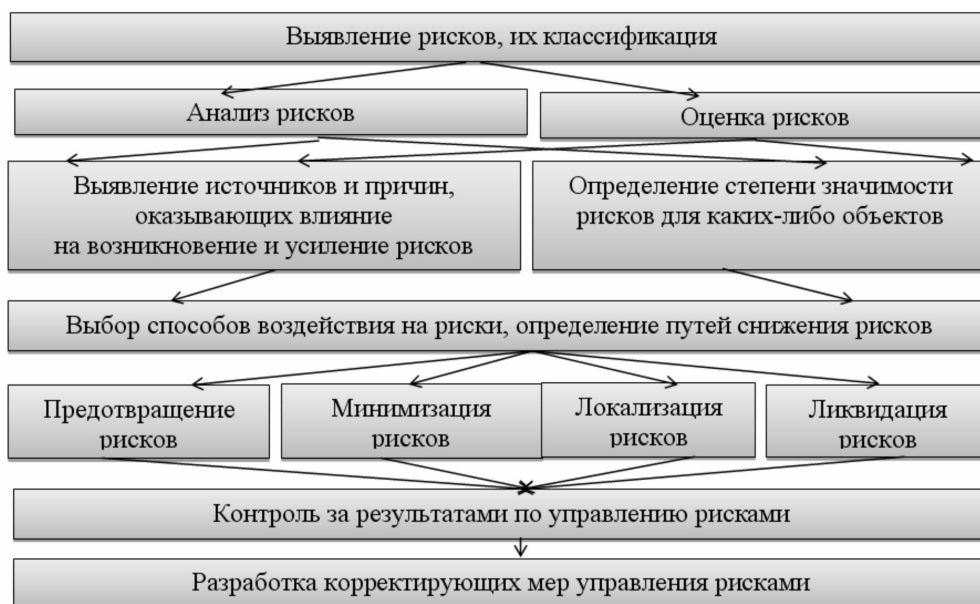 Выявление рисков, их классификация
Анализ рисков
Оценка рисков
Выявление источников и причин,
оказывающих влияние
на возникновение и усиление рисков
Определение степени значимости
рисков для каких-либо объектов
Выбор способов воздействия на риски, определение путей снижения рисков
Предотвращение
рисков
Минимизация
рисков
Локализация
рисков
Ликвидация
рисков
Контроль за результатами по управлению рисками
Разработка корректирующих мер управления рисками